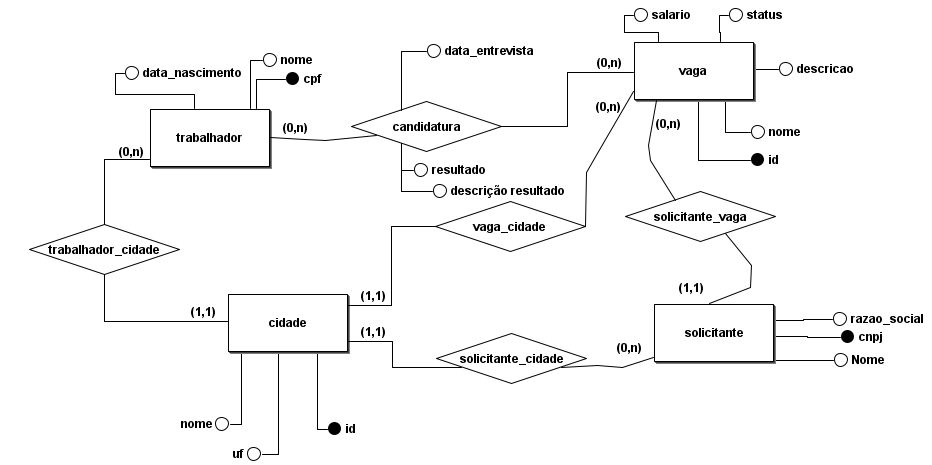 salario
status
data_entrevista
nome
data_nascimento
cpf
(0,n)
vaga
descricao
(0,n)
candidatura
(0,n)
(0,n)
nome
trabalhador
(0,n)
id
resultado
descrição resultado
solicitante_vaga
vaga_cidade
trabalhador_cidade
(1,1)
(1,1)
(1,1)
cidade
(1,1)
razao_social
solicitante
cnpj
(0,n)
solicitante_cidade
Nome
nome
id
uf